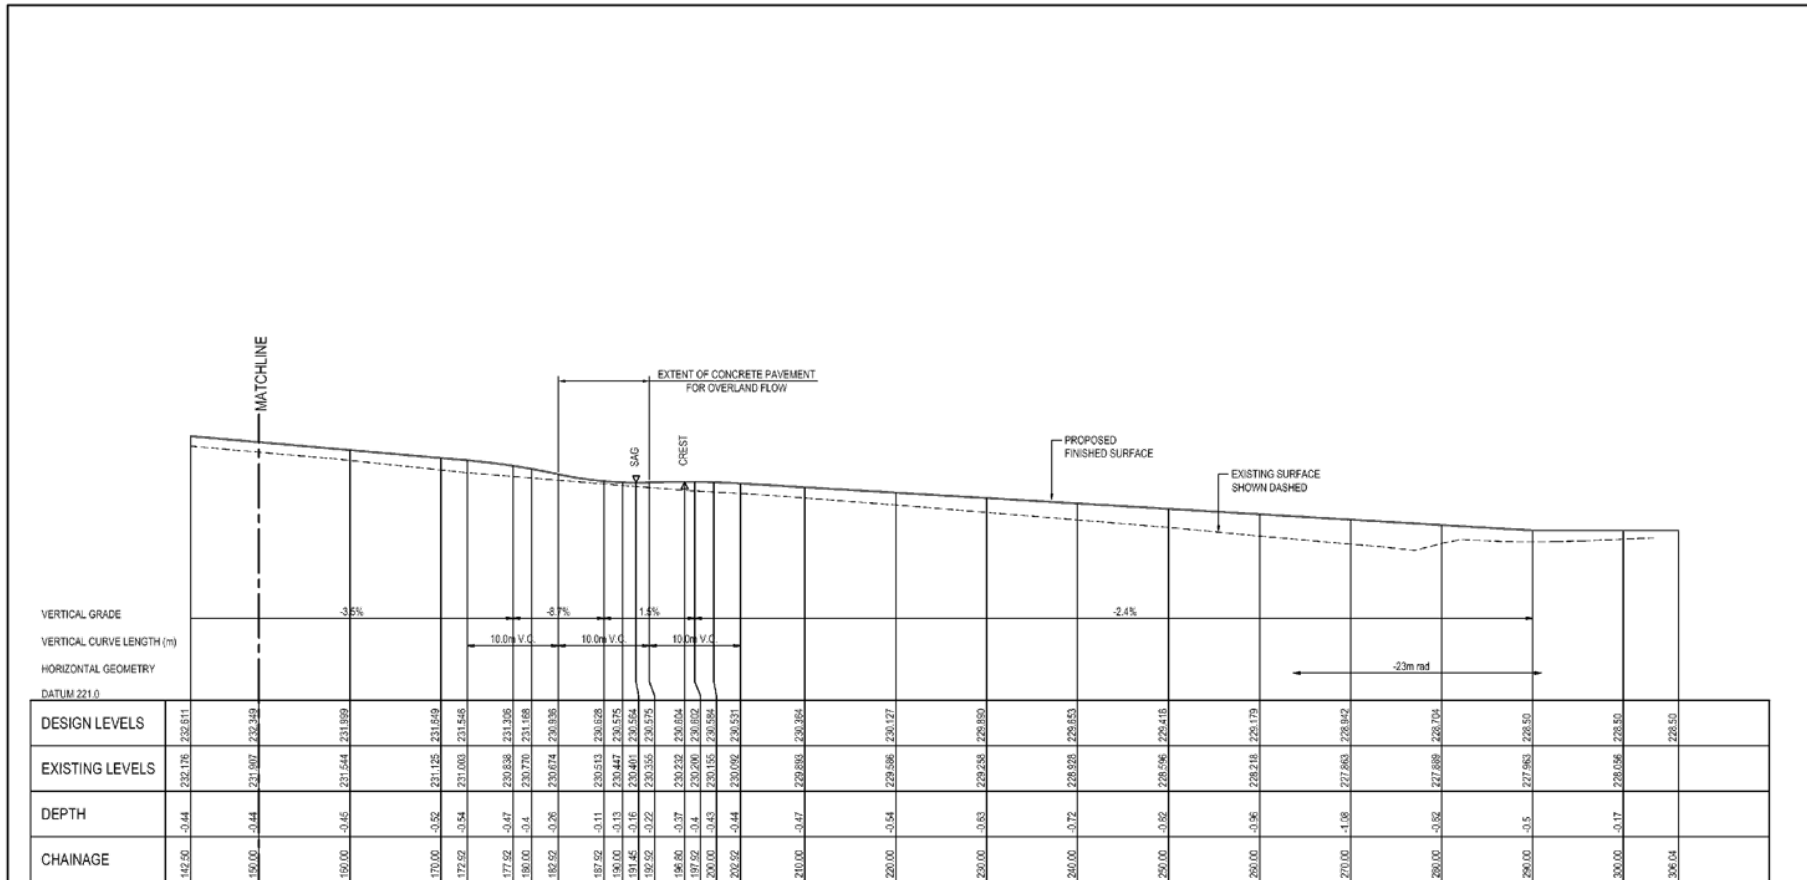 MATCHLINE
EXTENT OF CONCRETE PAVEMENT
FOR OVERLAND FLOW
SAG
CREST
PROPOSED
FINISHED SURFACE
EXISTING SURFACE
SHOWN DASHED
VERTICAL GRADE -3.5% -8.7% 1.5% -2.4%
VERTICAL CURVE LENGTH (m) 10.0m V.C. 10.0m V.C. 10.0m V.C.
HORIZONTAL GEOMETRY -23m rad
DATUM 221.0
DESIGN LEVELS 232.611 232.349 231.999 231.649 231.548 231.306 231.168 230.936 230.628 230.575 230.564 230.575 230.604 230.602 230.584 230.531 230.364 230.127 229.890 229.653 229.416 229.179 228.942 228.704 228.50 228.50 228.50
EXISTING LEVELS 232.176 231.907 231.544 231.125 231.003 230.838 230.770 230.674 230.513 230.447 230.401 230.355 230.232 230.200 230.155 230.092 229.893 229.586 229.258 228.928 228.596 228.218 227.863 227.889 227.963 228.056
DEPTH -0.44 -0.44 -0.45 -0.52 -0.54 -0.47 -0.4 -0.26 -0.11 -0.13 -0.16 -0.22 -0.37 -0.4 -0.43 -0.44 -0.47 -0.54 -0.63 -0.72 -0.82 -0.96 -1.08 -0.82 -0.5 -0.17
CHAINAGE 142.50 150.00 160.00 170.00 172.92 177.92 180.00 182.92 187.92 190.00 191.45 192.92 196.80 197.92 200.00 202.92 210.00 220.00 230.00 240.00 250.00 260.00 270.00 280.00 290.00 300.00 306.04